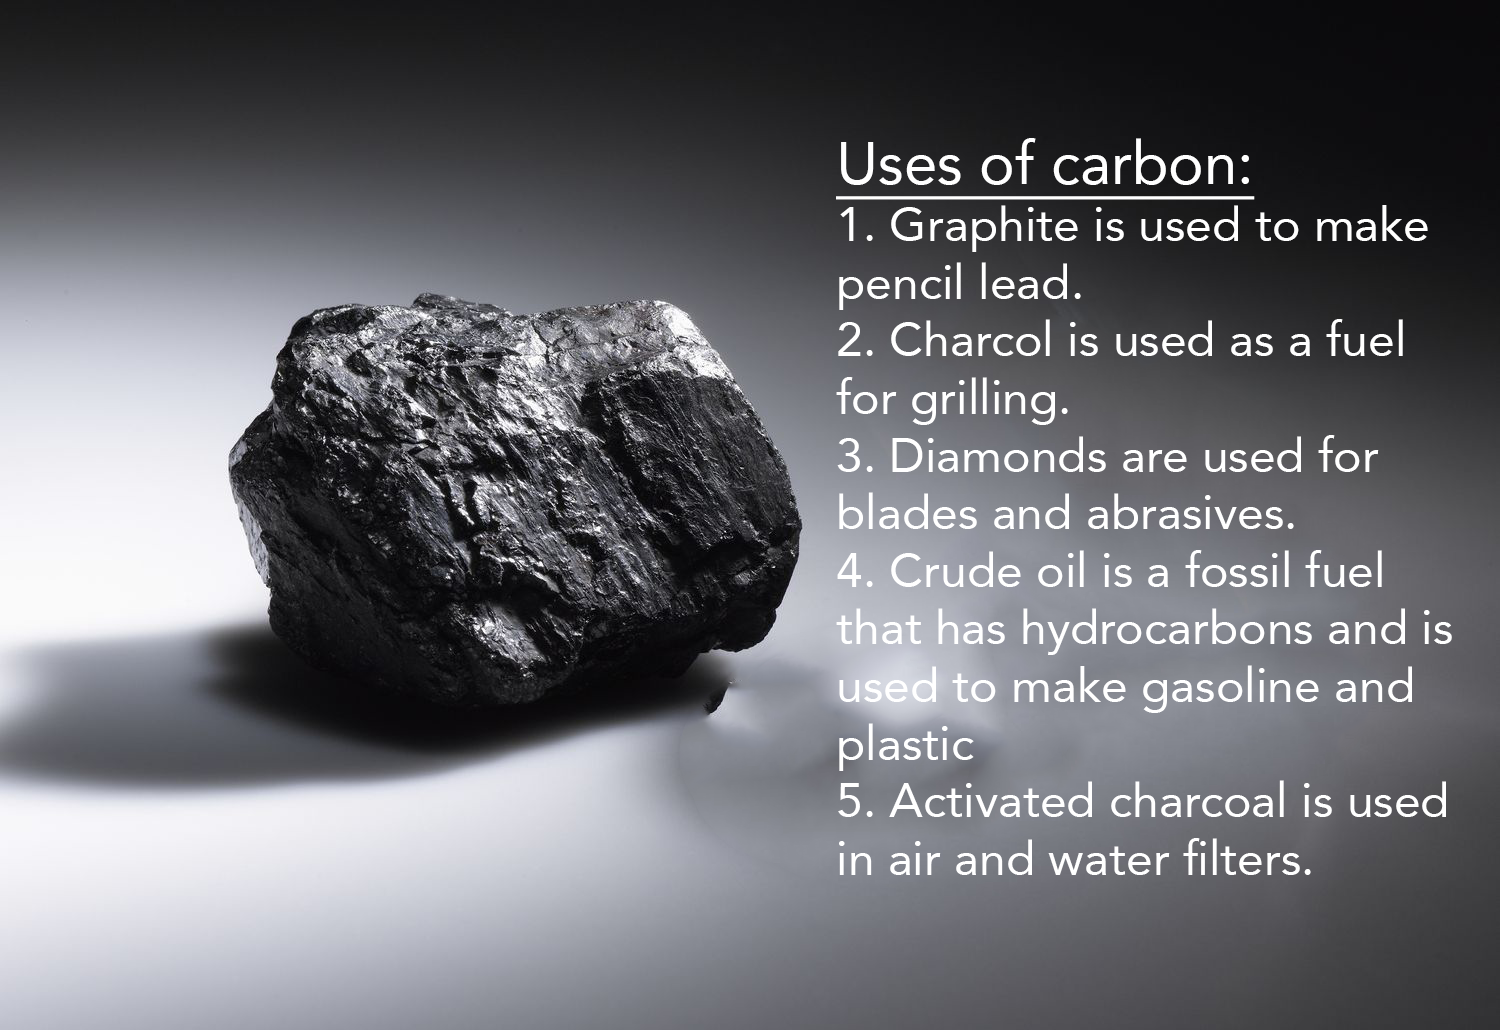 Uses of carbon:
1. Graphite is used to make
pencil lead.
2. Charcol is used as a fuel
for grilling.
3. Diamonds are used for
blades and abrasives.
4. Crude oil is a fossil fuel
that has hydrocarbons and is
used to make gasoline and
plastic
5. Activated charcoal is used
in air and water filters.